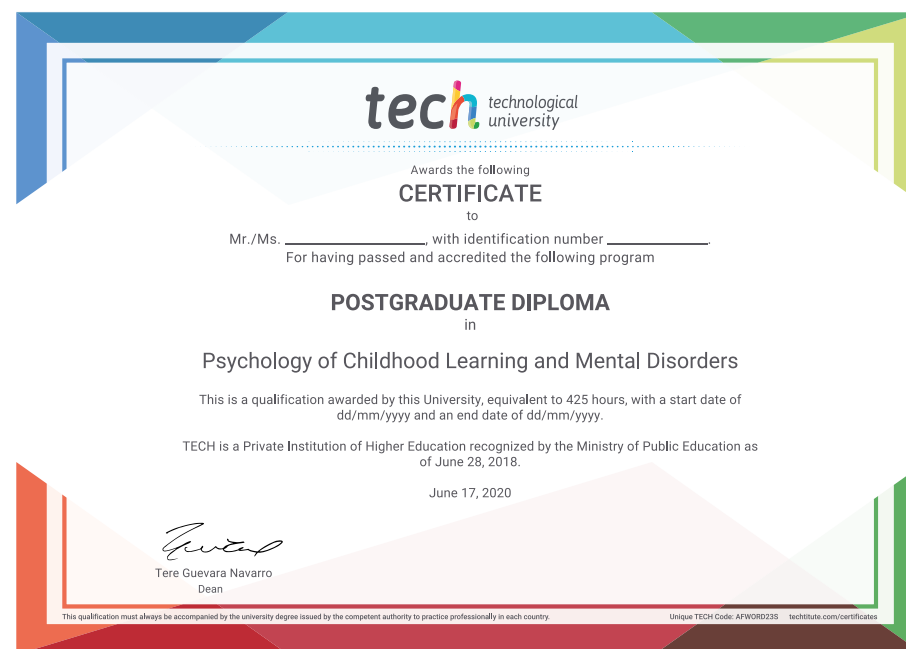 tech technological
university
Awards the following
CERTIFICATE
to
Mr./Ms. ____________, with identification number _________.
For having passed and accredited the following program
POSTGRADUATE DIPLOMA
in
Psychology of Childhood Learning and Mental Disorders
This is a qualification awarded by this University, equivalent to 425 hours, with a start date of
dd/mm/yyyy and an end date of dd/mm/yyyy.
TECH is a Private Institution of Higher Education recognized by the Ministry of Public Education as
of June 28, 2018.
June 17, 2020
Tere Guevara Navarro
Dean
This qualification must always be accompanied by the university degree issued by the competent authority to practice professionally in each country.
Unique TECH Code: AFWORD23S techtitute.com/certificates